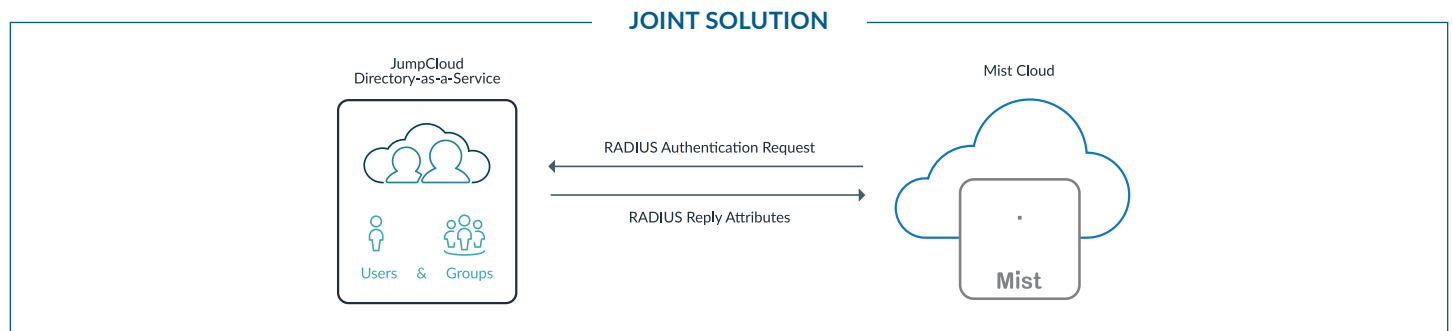 JOINT SOLUTION
JumpCloud
Directory-as-a-Service
Mist Cloud
RADIUS Authentication Request
RADIUS Reply Attributes
Users & Groups
Mist